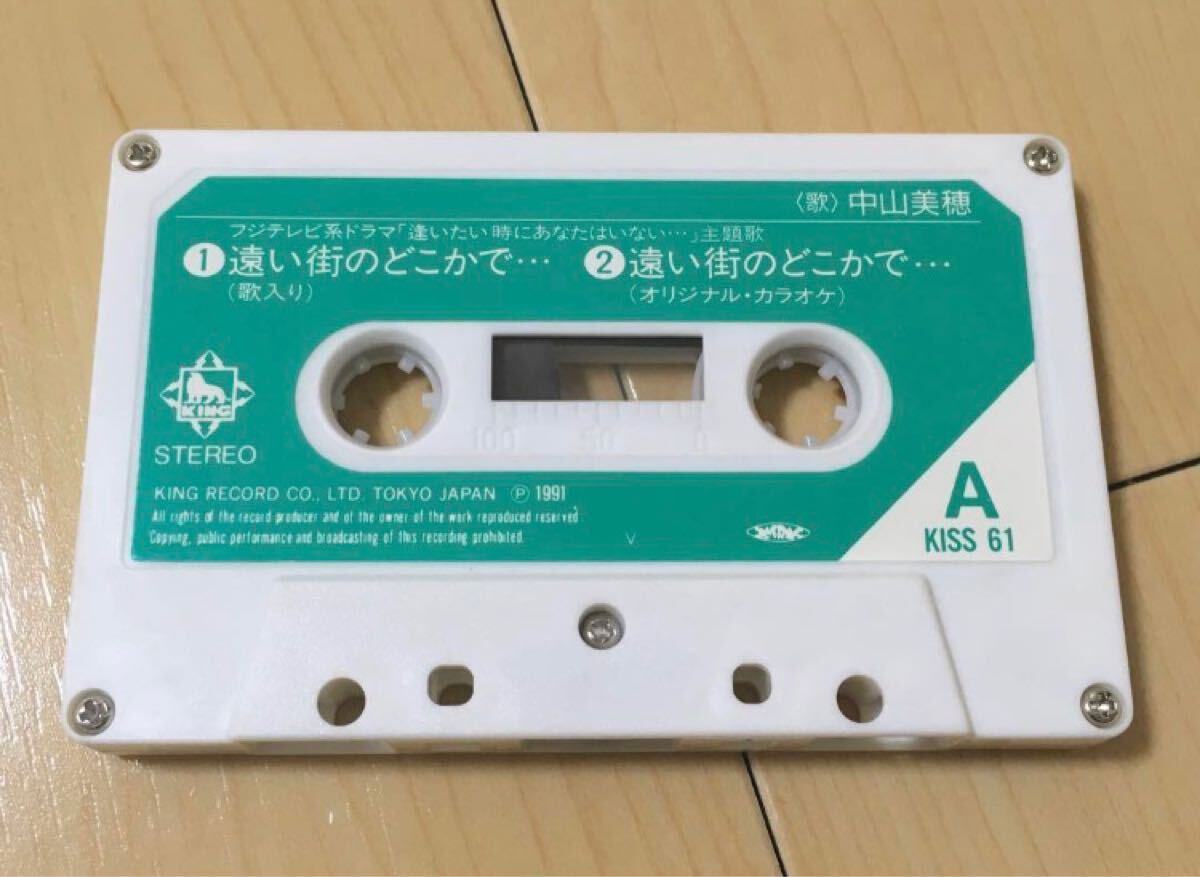 〈歌〉中山美穂
フジテレビ系ドラマ「逢いたい時にあなたはいない…」主題歌
❶遠い街のどこかで… ❷遠い街のどこかで…
(歌入り) (オリジナル・カラオケ)
KING
STEREO
100 50 0
KING RECORD CO., LTD. TOKYO JAPAN Ⓟ 1991
All rights of the record producer and of the owner of the work reproduced reserved
Copying, public performance and broadcasting of this recording prohibited.
V
A
KISS 61